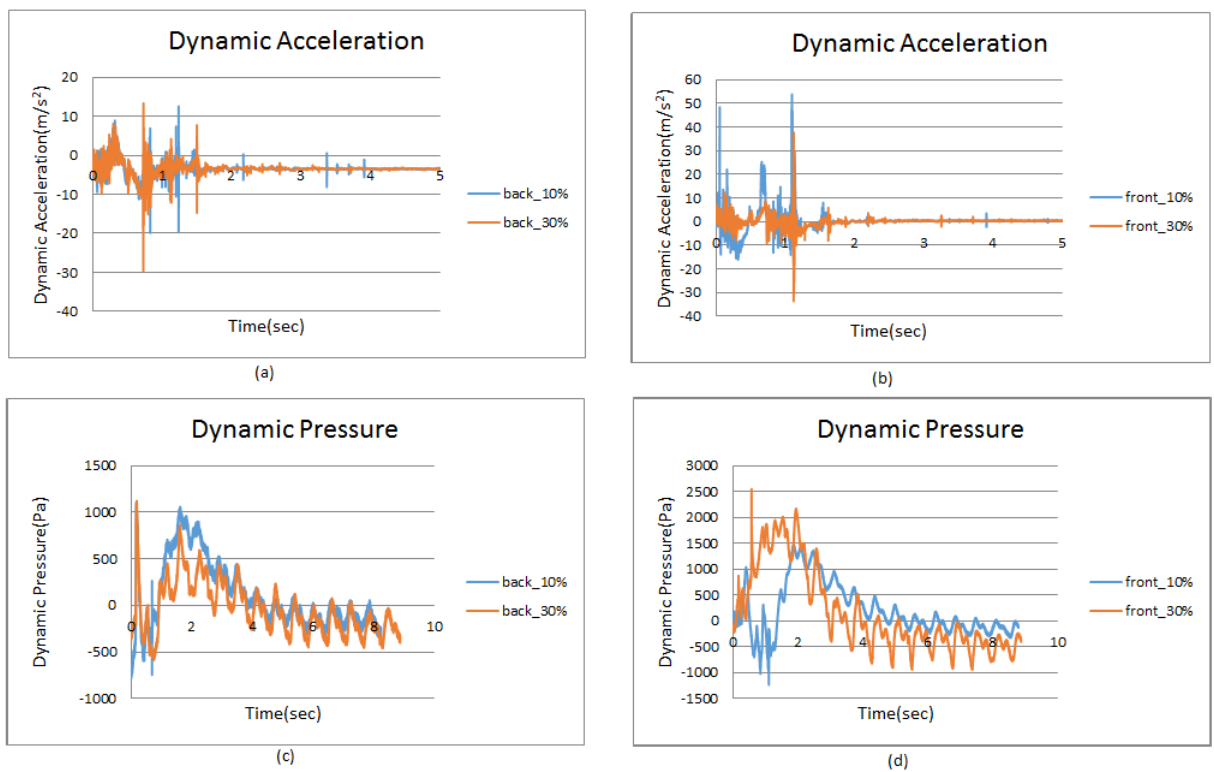 Dynamic Acceleration
Dynamic Acceleration(m/s²)
20
10
0
-10
-20
-30
-40
0 1 2 3 4 5
Time(sec)
back_10%
back_30%
(a)
Dynamic Acceleration
Dynamic Acceleration(m/s²)
60
50
40
30
20
10
0
-10
-20
-30
-40
0 1 2 3 4 5
Time(sec)
front_10%
front_30%
(b)
Dynamic Pressure
Dynamic Pressure(Pa)
1500
1000
500
0
-500
-1000
0 2 4 6 8 10
Time(sec)
back_10%
back_30%
(c)
Dynamic Pressure
Dynamic Pressure(Pa)
3000
2500
2000
1500
1000
500
0
-500
-1000
-1500
0 2 4 6 8 10
Time(sec)
front_10%
front_30%
(d)